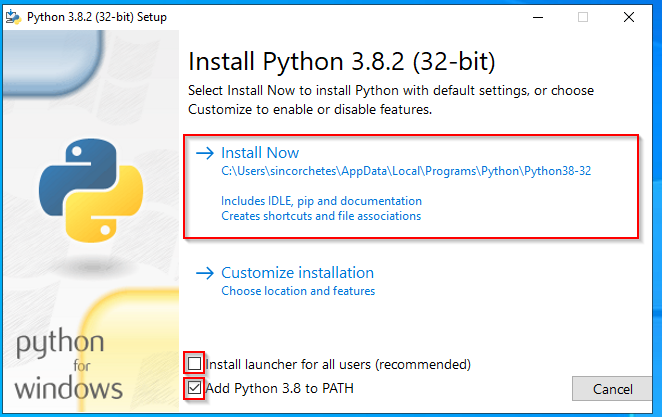 Python 3.8.2 (32-bit) Setup
Install Python 3.8.2 (32-bit)
Select Install Now to install Python with default settings, or choose
Customize to enable or disable features.
Install Now
C:\Users\sincorchetes\AppData\Local\Programs\Python\Python38-32
Includes IDLE, pip and documentation
Creates shortcuts and file associations
Customize installation
Choose location and features
python
for
windows
Install launcher for all users (recommended)
Add Python 3.8 to PATH
Cancel